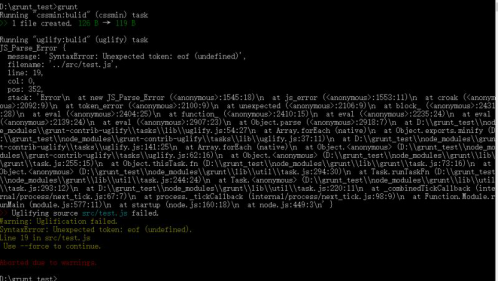 D:\grunt_test>grunt
Running "cssmin:bulid" (cssmin) task
>> 1 file created. 126 B → 119 B
Running "uglify:bulid" (uglify) task
JS_Parse_Error {
message: 'SyntaxError: Unexpected token: eof (undefined)',
filename: '../src/test.js',
line: 19,
col: 0,
pos: 352,
stack: 'Error\n at new JS_Parse_Error (<anonymous>:1545:18)\n at js_error (<anonymous>:1553:11)\n at croak (<anonym
ous>:2092:9)\n at token_error (<anonymous>:2100:9)\n at unexpected (<anonymous>:2106:9)\n at block_ (<anonymous>:2431
:28)\n at eval (<anonymous>:2404:25)\n at function_ (<anonymous>:2410:15)\n at eval (<anonymous>:2235:24)\n at eval
(<anonymous>:2139:24)\n at eval (<anonymous>:2907:23)\n at Object.parse (<anonymous>:2918:7)\n at D:\\grunt_test\\nod
e_modules\\grunt-contrib-uglify\\tasks\\lib\\uglify.js:54:27\n at Array.forEach (native)\n at Object.exports.minify (D
:\\grunt_test\\node_modules\\grunt-contrib-uglify\\tasks\\lib\\uglify.js:37:11)\n at D:\\grunt_test\\node_modules\\grun
t-contrib-uglify\\tasks\\uglify.js:141:25\n at Array.forEach (native)\n at Object.<anonymous> (D:\\grunt_test\\node_mo
dules\\grunt-contrib-uglify\\tasks\\uglify.js:62:16)\n at Object.<anonymous> (D:\\grunt_test\\node_modules\\grunt\\lib\\
grunt\\task.js:255:15)\n at Object.thisTask.fn (D:\\grunt_test\\node_modules\\grunt\\lib\\grunt\\task.js:73:16)\n at
Object.<anonymous> (D:\\grunt_test\\node_modules\\grunt\\lib\\util\\task.js:294:30)\n at Task.runTaskFn (D:\\grunt_test
\\node_modules\\grunt\\lib\\util\\task.js:244:24)\n at Task.<anonymous> (D:\\grunt_test\\node_modules\\grunt\\lib\\util
\\task.js:293:12)\n at D:\\grunt_test\\node_modules\\grunt\\lib\\util\\task.js:220:11\n at _combinedTickCallback (inte
rnal/process/next_tick.js:67:7)\n at process._tickCallback (internal/process/next_tick.js:98:9)\n at Function.Module.r
unMain (module.js:577:11)\n at startup (node.js:160:18)\n at node.js:449:3\n }
Uglifying source src/test.js failed.
Warning: Uglification failed.
SyntaxError: Unexpected token: eof (undefined).
Line 19 in src/test.js
Use --force to continue.
Aborted due to warnings.
D:\grunt_test>